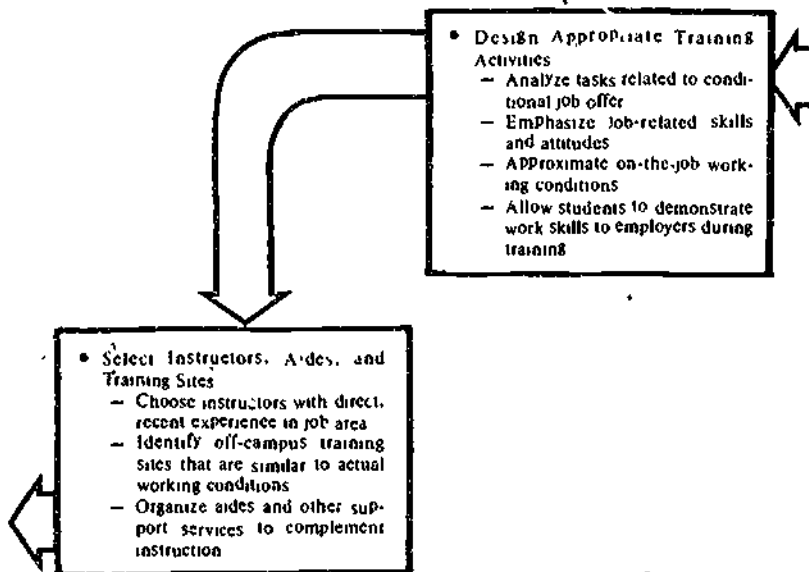 • Design Appropriate Training
Activities
— Analyze tasks related to condi-
tional job offer
— EmPhasize Job-related skills
and attitudes
— APProximate on-the-job work-
ing conditions
— Allow students to demonstrate
work skills to employers during
training
• Select Instructors, Aides, and
Training Sites
— Choose instructors with direct,
recent experience in job area
— Identify off-campus training
Sites that are similar to actual
working conditions
— Organize aides and other sup-
port services to complement
instruction